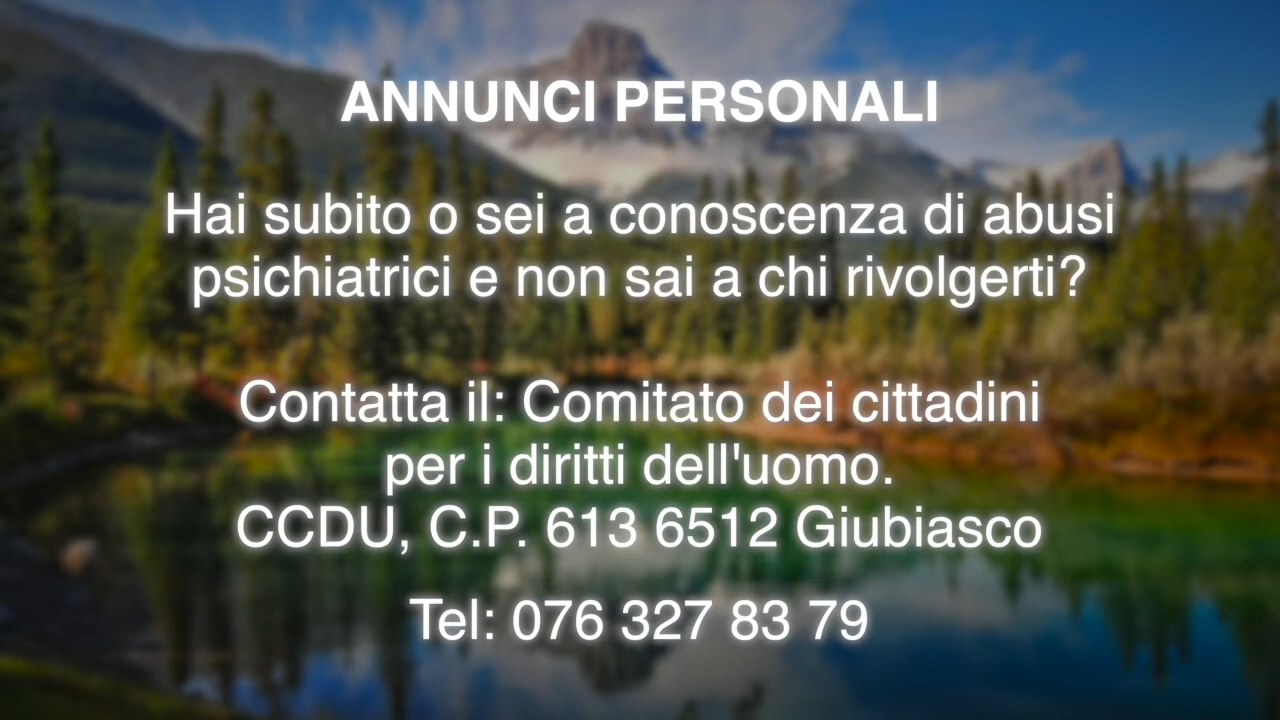 ANNUNCI PERSONALI
Hai subito o sei a conoscenza di abusi
psichiatrici e non sai a chi rivolgerti?
Contatta il: Comitato dei cittadini
per i diritti dell'uomo.
CCDU, C.P. 613 6512 Giubiasco
Tel: 076 327 83 79